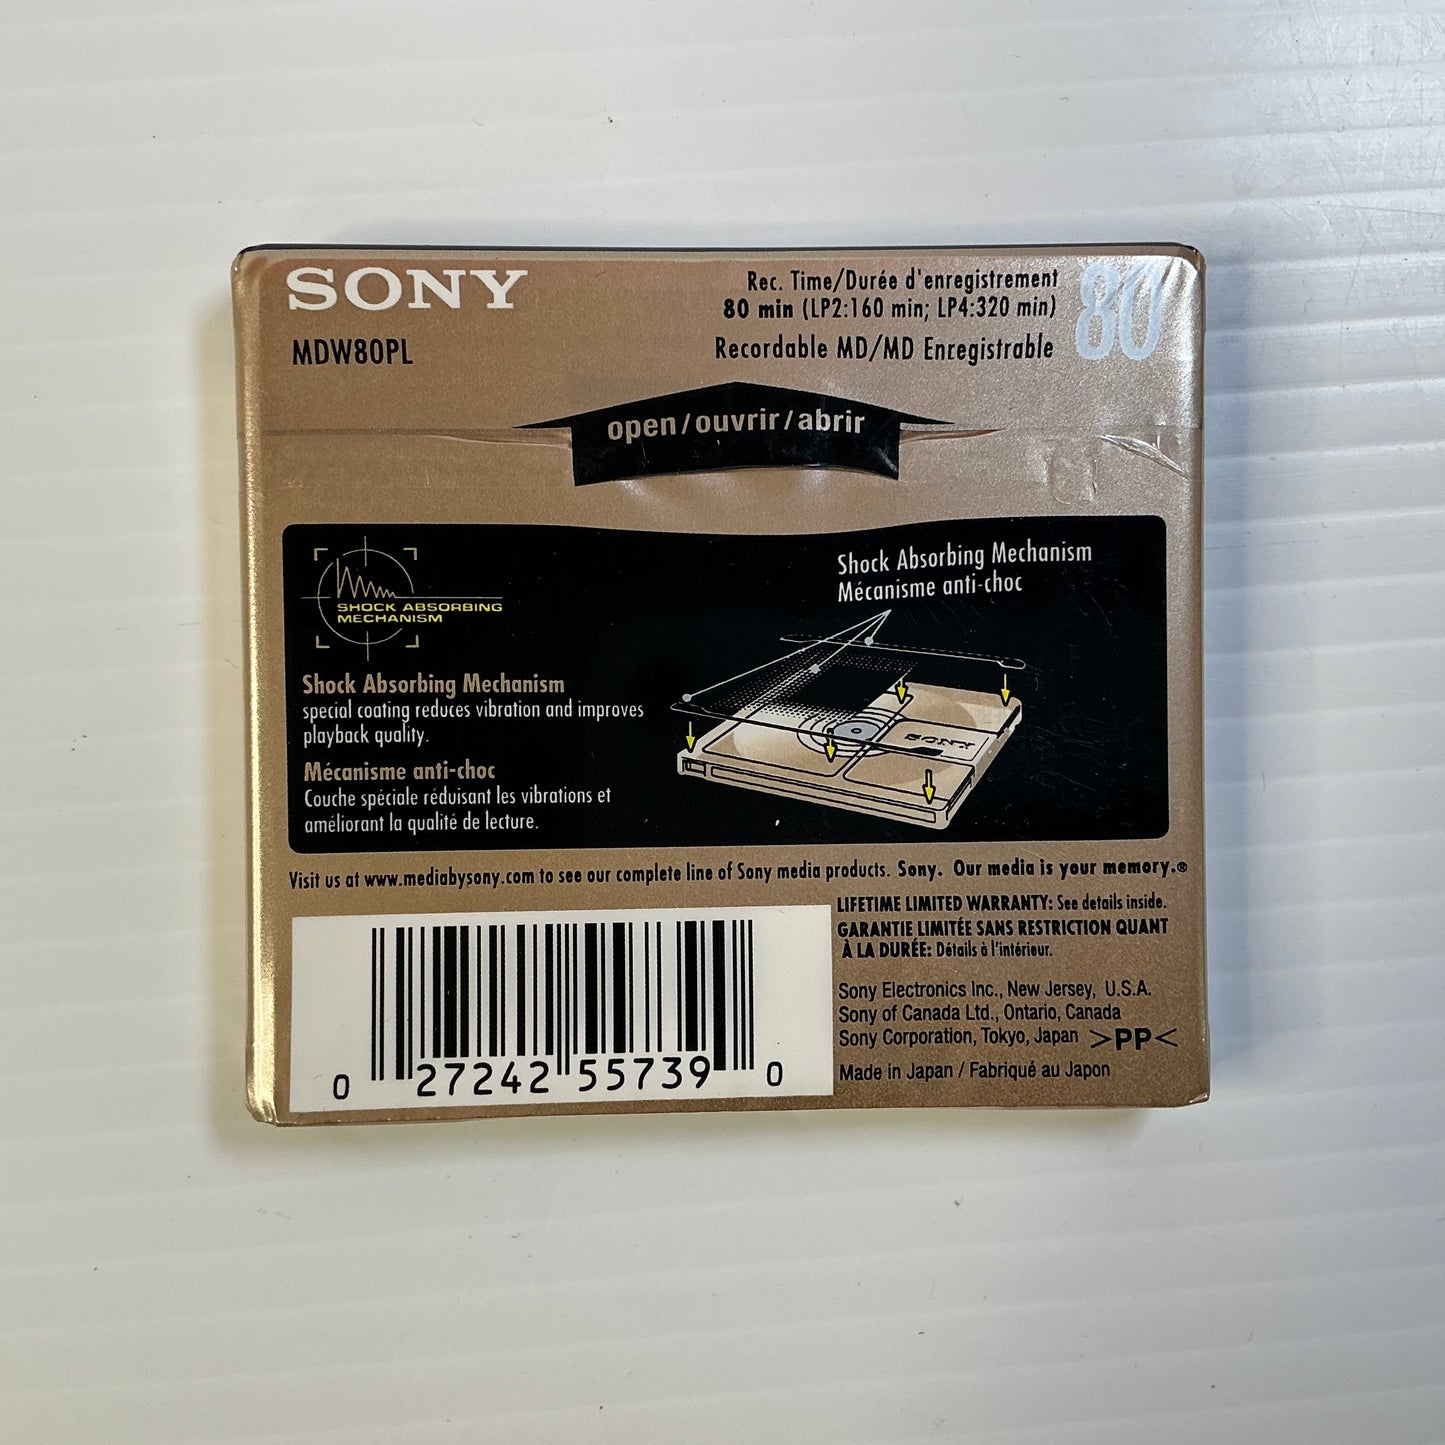 SONY
MDW80PL
Rec. Time/Durée d'enregistrement
80 min (LP2:160 min; LP4:320 min)
Recordable MD/MD Enregistrable
80
open/ouvrir/abrir
SHOCK ABSORBING
MECHANISM
Shock Absorbing Mechanism
special coating reduces vibration and improves
playback quality.
Mécanisme anti-choc
Couche spéciale réduisant les vibrations et
améliorant la qualité de lecture.
Shock Absorbing Mechanism
Mécanisme anti-choc
SONY
Visit us at www.mediabysony.com to see our complete line of Sony media products. Sony. Our media is your memory.®
LIFETIME LIMITED WARRANTY: See details inside.
GARANTIE LIMITÉE SANS RESTRICTION QUANT
À LA DURÉE: Détails à l'intérieur.
Sony Electronics Inc., New Jersey, U.S.A.
Sony of Canada Ltd., Ontario, Canada
Sony Corporation, Tokyo, Japan >PP<
Made in Japan / Fabriqué au Japon
0 27242 55739 0